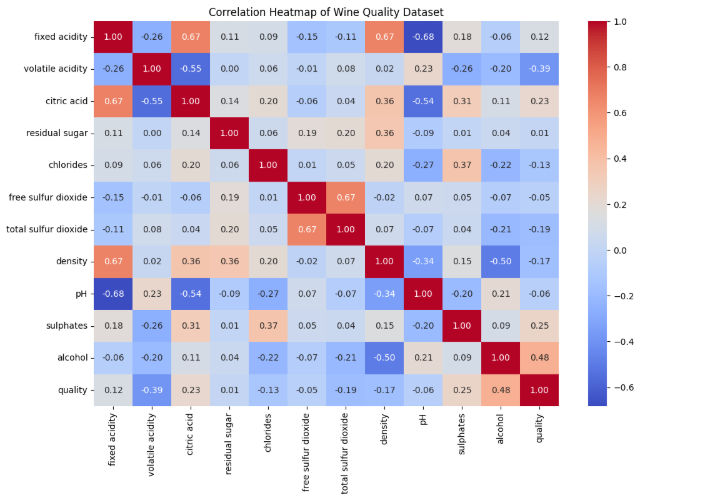 Correlation Heatmap of Wine Quality Dataset
fixed acidity 1.00 -0.26 0.67 0.11 0.09 -0.15 -0.11 0.67 -0.68 0.18 -0.06 0.12
volatile acidity -0.26 1.00 -0.55 0.00 0.06 -0.01 0.08 0.02 0.23 -0.26 -0.20 -0.39
citric acid 0.67 -0.55 1.00 0.14 0.20 -0.06 0.04 0.36 -0.54 0.31 0.11 0.23
residual sugar 0.11 0.00 0.14 1.00 0.06 0.19 0.20 0.36 -0.09 0.01 0.04 0.01
chlorides 0.09 0.06 0.20 0.06 1.00 0.01 0.05 0.20 -0.27 0.37 -0.22 -0.13
free sulfur dioxide -0.15 -0.01 -0.06 0.19 0.01 1.00 0.67 -0.02 0.07 0.05 -0.07 -0.05
total sulfur dioxide -0.11 0.08 0.04 0.20 0.05 0.67 1.00 0.07 -0.07 0.04 -0.21 -0.19
density 0.67 0.02 0.36 0.36 0.20 -0.02 0.07 1.00 -0.34 0.15 -0.50 -0.17
pH -0.68 0.23 -0.54 -0.09 -0.27 0.07 -0.07 -0.34 1.00 -0.20 0.21 -0.06
sulphates 0.18 -0.26 0.31 0.01 0.37 0.05 0.04 0.15 -0.20 1.00 0.09 0.25
alcohol -0.06 -0.20 0.11 0.04 -0.22 -0.07 -0.21 -0.50 0.21 0.09 1.00 0.48
quality 0.12 -0.39 0.23 0.01 -0.13 -0.05 -0.19 -0.17 -0.06 0.25 0.48 1.00
fixed acidity
volatile acidity
citric acid
residual sugar
chlorides
free sulfur dioxide
total sulfur dioxide
density
pH
sulphates
alcohol
quality
1.0
0.8
0.6
0.4
0.2
0.0
−0.2
−0.4
−0.6